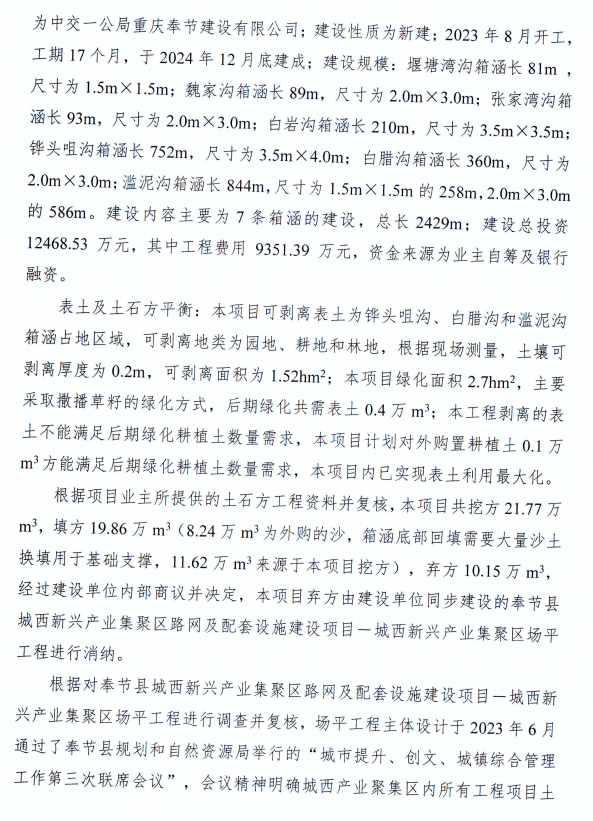 为中交一公局重庆奉节建设有限公司；建设性质为新建；2023 年 8 月开工，
工期 17 个月，于 2024 年 12 月底建成；建设规模：堰塘湾沟箱涵长 81m ，
尺寸为 1.5m×1.5m；魏家沟箱涵长 89m，尺寸为 2.0m×3.0m；张家湾沟箱
涵长 93m，尺寸为 2.0m×3.0m；白岩沟箱涵长 210m，尺寸为 3.5m×3.5m；
铧头咀沟箱涵长 752m，尺寸为 3.5m×4.0m；白腊沟箱涵长 360m，尺寸为
2.0m×3.0m；滥泥沟箱涵长 844m，尺寸为 1.5m×1.5m 的 258m，2.0m×3.0m
的 586m。建设内容主要为 7 条箱涵的建设，总长 2429m；建设总投资
12468.53 万元，其中工程费用 9351.39 万元，资金来源为业主自筹及银行
融资。
表土及土石方平衡：本项目可剥离表土为铧头咀沟、白腊沟和滥泥沟
箱涵占地区域，可剥离地类为园地、耕地和林地，根据现场测量，土壤可
剥离厚度为 0.2m，可剥离面积为 1.52hm²；本项目绿化面积 2.7hm²，主要
采取撒播草籽的绿化方式，后期绿化共需表土 0.4 万 m³；本工程剥离的表
土不能满足后期绿化耕植土数量需求，本项目计划对外购置耕植土 0.1 万
m³ 方能满足后期绿化耕植土数量需求，本项目内已实现表土利用最大化。
根据项目业主所提供的土石方工程资料并复核，本项目共挖方 21.77 万
m³，填方 19.86 万 m³（8.24 万 m³ 为外购的沙，箱涵底部回填需要大量沙土
换填用于基础支撑，11.62 万 m³ 来源于本项目挖方），弃方 10.15 万 m³，
经过建设单位内部商议并决定，本项目弃方由建设单位同步建设的奉节县
城西新兴产业集聚区路网及配套设施建设项目－城西新兴产业集聚区场平
工程进行消纳。
根据对奉节县城西新兴产业集聚区路网及配套设施建设项目－城西新
兴产业集聚区场平工程进行调查并复核，场平工程主体设计于 2023 年 6 月
通过了奉节县规划和自然资源局举行的“城市提升、创文、城镇综合管理
工作第三次联席会议”，会议精神明确城西产业聚集区内所有工程项目土